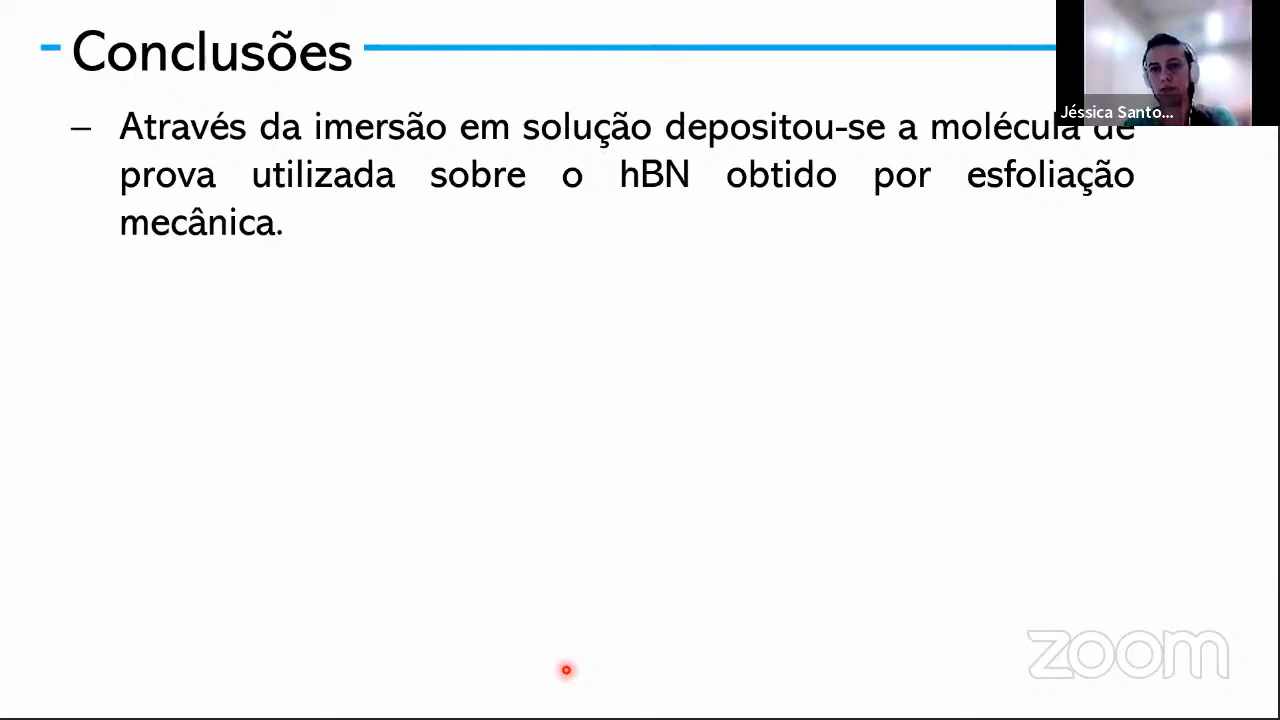 Conclusões
Jéssica Santo...
– Através da imersão em solução depositou-se a molécula de
prova utilizada sobre o hBN obtido por esfoliação
mecânica.
zoom